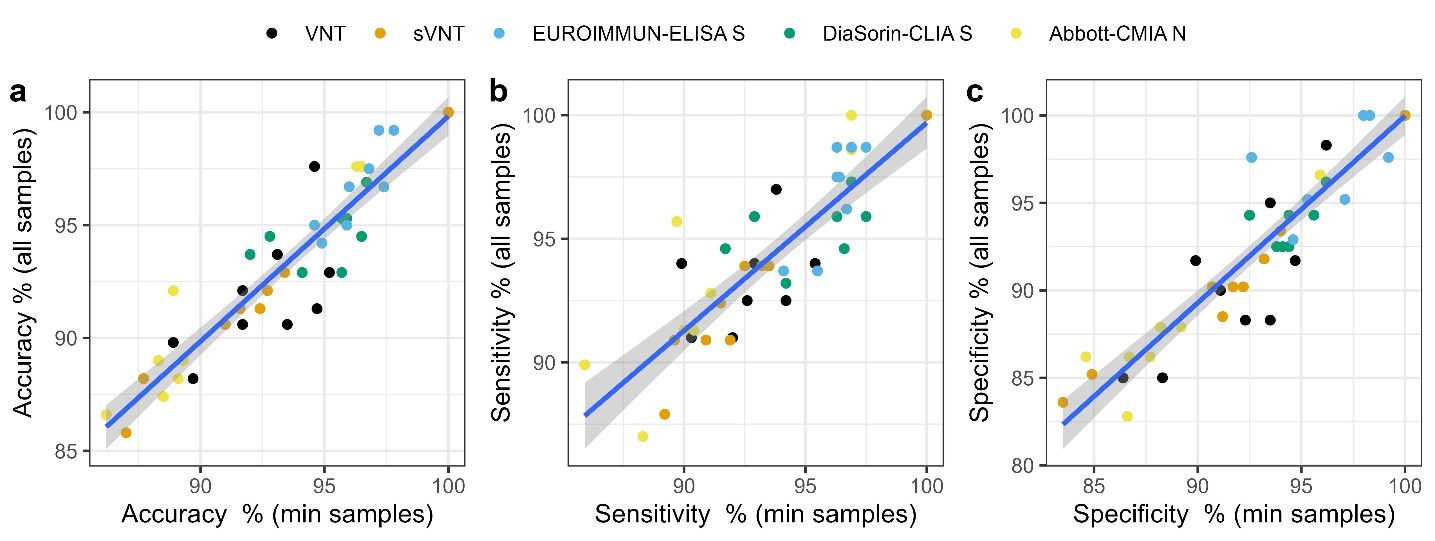 VNT sVNT EUROIMMUN-ELISA S DiaSorin-CLIA S Abbott-CMIA N
a
Accuracy % (all samples)
100
95
90
85
90 95 100
Accuracy % (min samples)
b
Sensitivity % (all samples)
100
95
90
90 95 100
Sensitivity % (min samples)
c
Specificity % (all samples)
100
95
90
85
80
85 90 95 100
Specificity % (min samples)